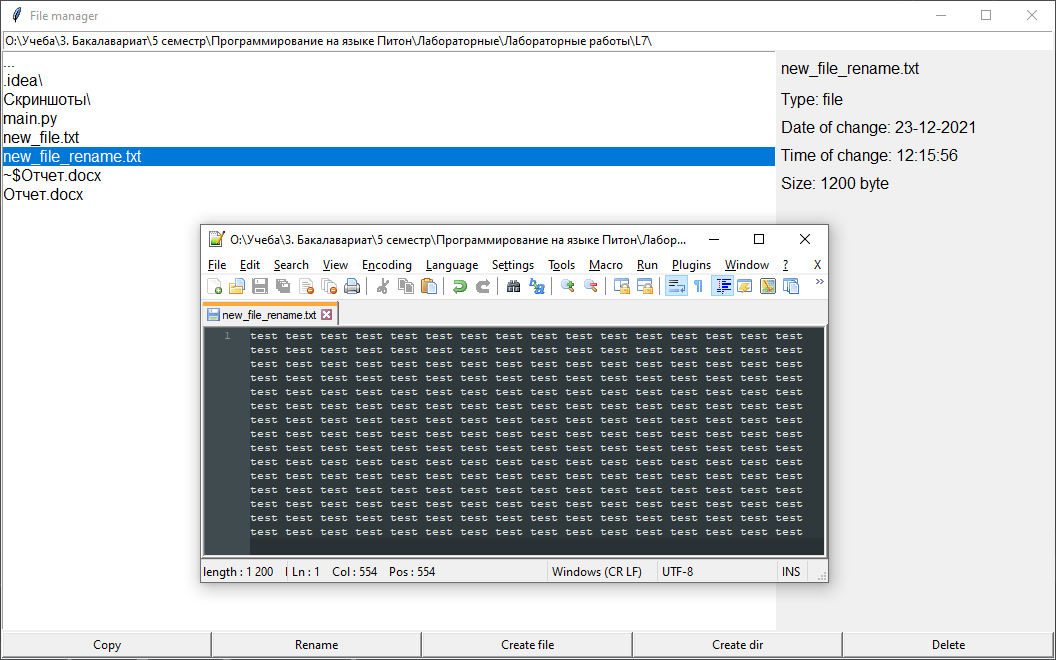 File manager
O:\Учеба\3. Бакалавариат\5 семестр\Программирование на языке Питон\Лабораторные\Лабораторные работы\L7\
...
.idea\
Скриншоты\
main.py
new_file.txt
new_file_rename.txt
~$Отчет.docx
Отчет.docx
new_file_rename.txt
Type: file
Date of change: 23-12-2021
Time of change: 12:15:56
Size: 1200 byte
O:\Учеба\3. Бакалавариат\5 семестр\Программирование на языке Питон\Лабор...
File Edit Search View Encoding Language Settings Tools Macro Run Plugins Window ? X
new_file_rename.txt
1 test test test test test test test test test test test test test test test test
test test test test test test test test test test test test test test test test
test test test test test test test test test test test test test test test test
test test test test test test test test test test test test test test test test
test test test test test test test test test test test test test test test test
test test test test test test test test test test test test test test test test
test test test test test test test test test test test test test test test test
test test test test test test test test test test test test test test test test
test test test test test test test test test test test test test test test test
test test test test test test test test test test test test test test test test
test test test test test test test test test test test test test test test test
test test test test test test test test test test test test test test test test
test test test test test test test test test test test test test test test test
test test test test test test test test test test test test test test test test
test test test test test test test test test test test test test test test test
length : 1 200 Ln : 1 Col : 554 Pos : 554 Windows (CR LF) UTF-8 INS
Copy Rename Create file Create dir Delete